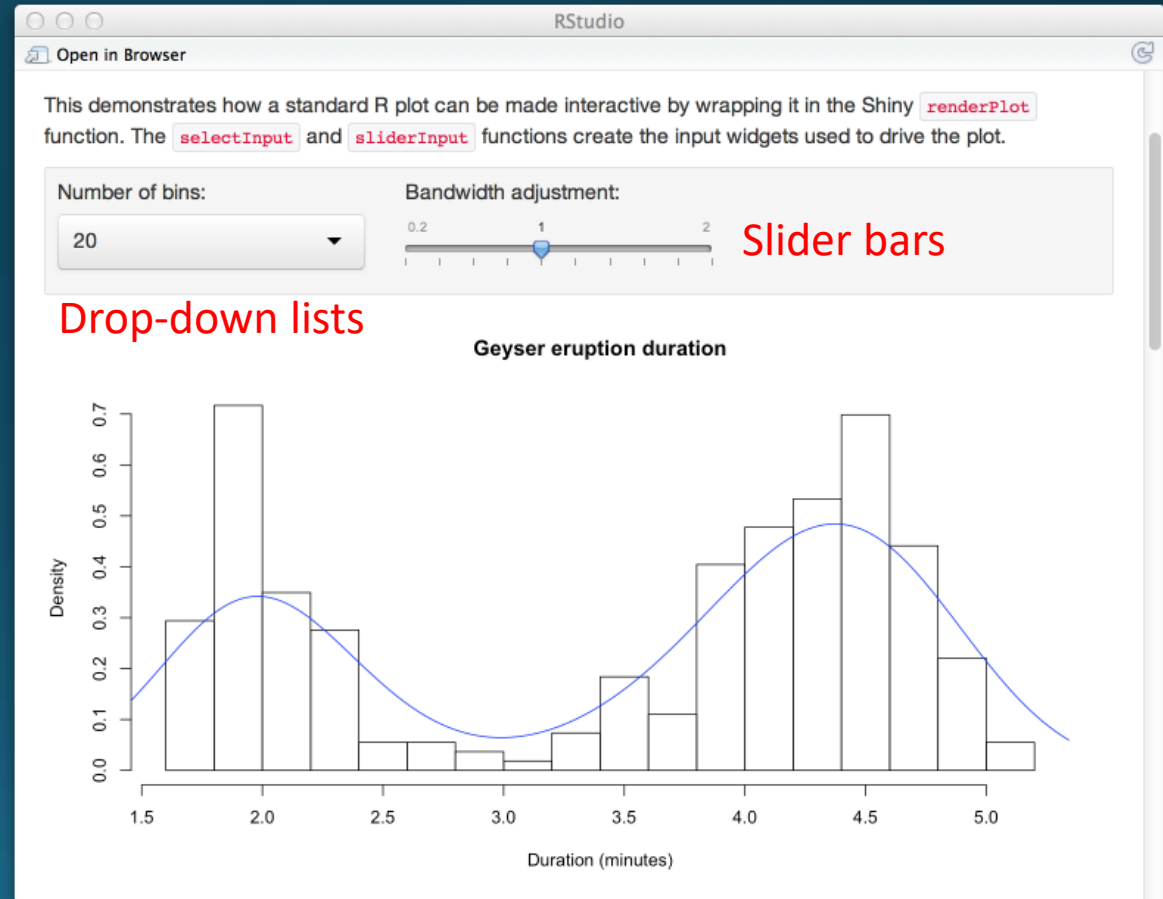 RStudio
Open in Browser
This demonstrates how a standard R plot can be made interactive by wrapping it in the Shiny renderPlot
function. The selectInput and sliderInput functions create the input widgets used to drive the plot.
Number of bins:
Bandwidth adjustment:
20
0.2 1 2
Slider bars
Drop-down lists
Geyser eruption duration
0.7
0.6
0.5
0.4
0.3
0.2
0.1
0.0
Density
1.5 2.0 2.5 3.0 3.5 4.0 4.5 5.0
Duration (minutes)